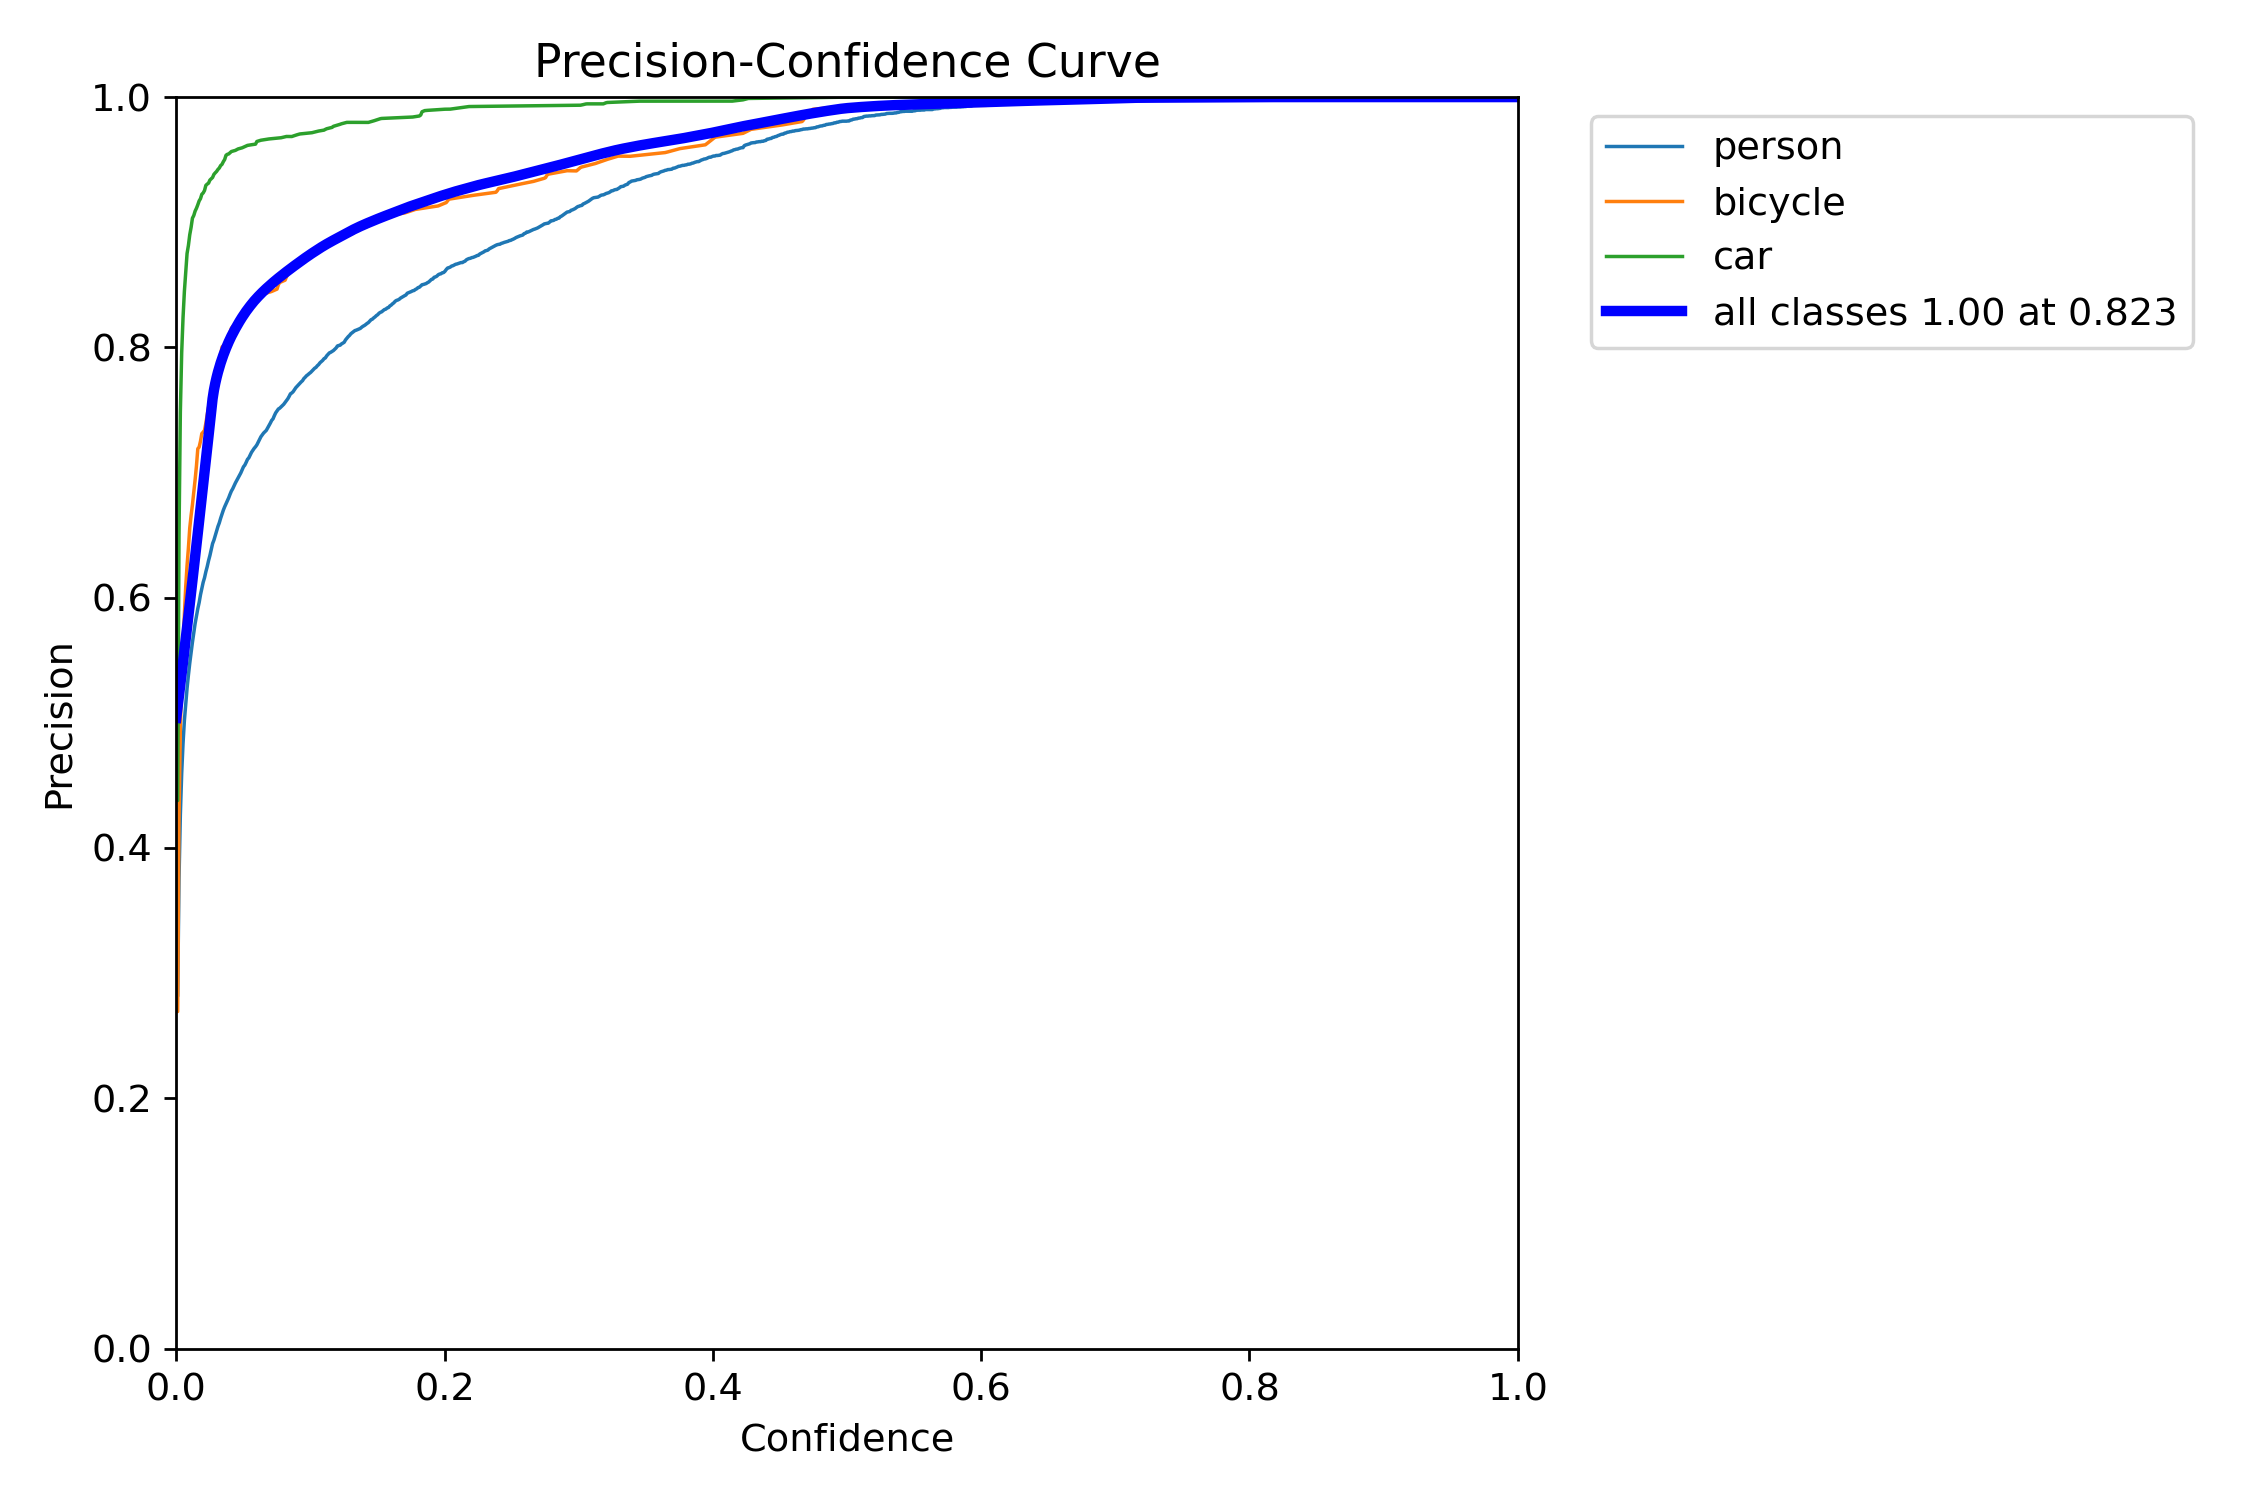 Precision-Confidence Curve
1.0
0.8
0.6
0.4
0.2
0.0
Precision
0.0 0.2 0.4 0.6 0.8 1.0
Confidence
person
bicycle
car
all classes 1.00 at 0.823